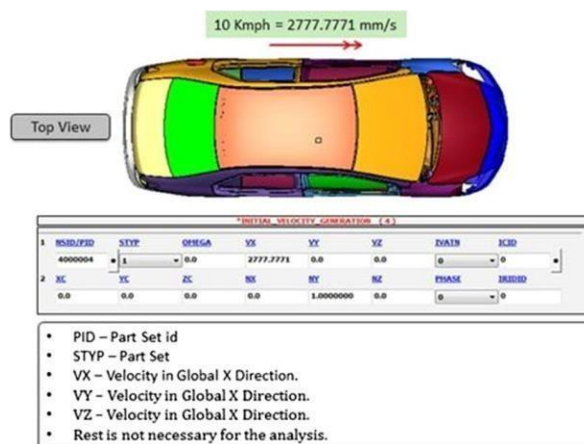 10 Kmph = 2777.7771 mm/s
Top View
*INITIAL_VELOCITY_GENERATION (4)
1 NSID/PID STYP OMEGA VX VY VZ IVATN ICID
4000004 1 0.0 2777.7771 0.0 0.0 0 0
2 XC YC ZC NX NY NZ PHASE IRIDID
0.0 0.0 0.0 0.0 1.0000000 0.0 0 0
• PID – Part Set id
• STYP – Part Set
• VX – Velocity in Global X Direction.
• VY – Velocity in Global X Direction.
• VZ – Velocity in Global X Direction.
• Rest is not necessary for the analysis.